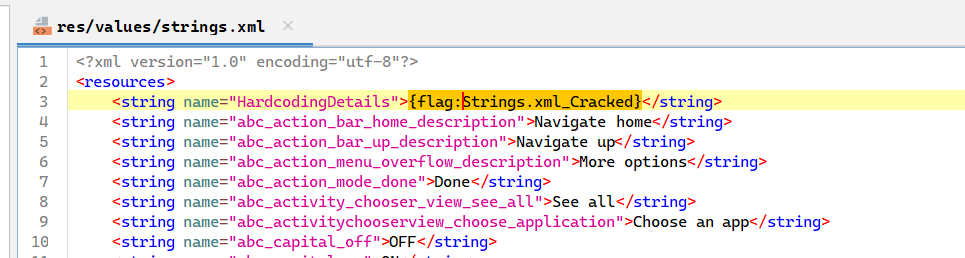 res/values/strings.xml
1 <?xml version="1.0" encoding="utf-8"?>
2 <resources>
3 <string name="HardcodingDetails">{flag:Strings.xml_Cracked}</string>
4 <string name="abc_action_bar_home_description">Navigate home</string>
5 <string name="abc_action_bar_up_description">Navigate up</string>
6 <string name="abc_action_menu_overflow_description">More options</string>
7 <string name="abc_action_mode_done">Done</string>
8 <string name="abc_activity_chooser_view_see_all">See all</string>
9 <string name="abc_activitychooserview_choose_application">Choose an app</string>
10 <string name="abc_capital_off">OFF</string>